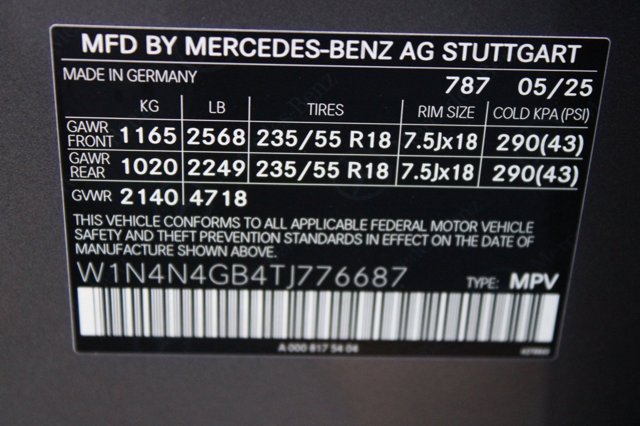 MFD BY MERCEDES-BENZ AG STUTTGART
MADE IN GERMANY 787 05/25
KG LB TIRES RIM SIZE COLD KPA (PSI)
GAWR FRONT 1165 2568 235/55 R18 7.5Jx18 290(43)
GAWR REAR 1020 2249 235/55 R18 7.5Jx18 290(43)
GVWR 2140 4718
THIS VEHICLE CONFORMS TO ALL APPLICABLE FEDERAL MOTOR VEHICLE
SAFETY AND THEFT PREVENTION STANDARDS IN EFFECT ON THE DATE OF
MANUFACTURE SHOWN ABOVE.
W1N4N4GB4TJ776687 TYPE: MPV
A 000 817 54 04